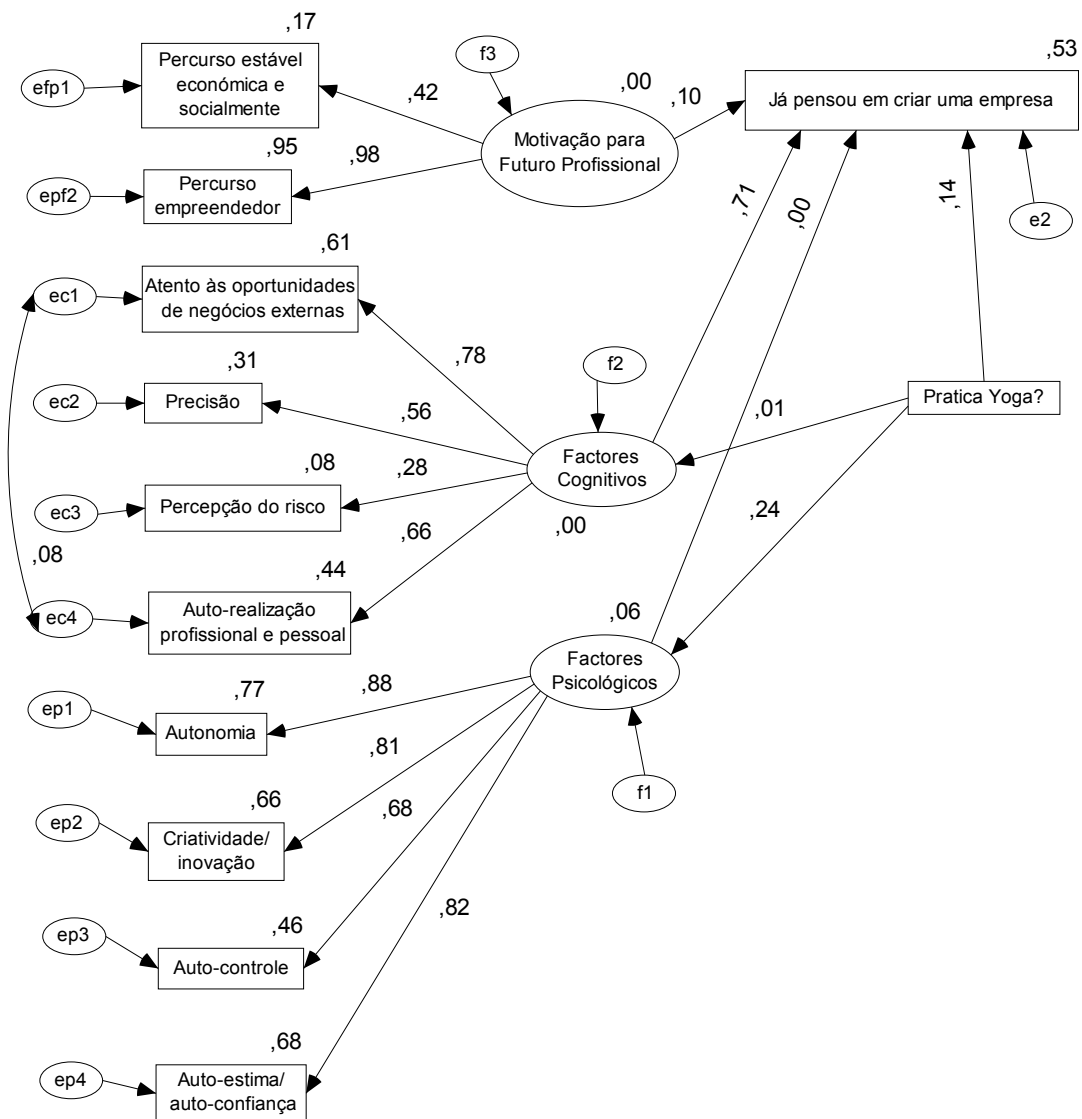 ,17
,53
efp1
Percurso estável
económica e
socialmente
f3
,42
,00
,10
Já pensou em criar uma empresa
Motivação para
Futuro Profissional
,95
,98
epf2
Percurso
empreendedor
,71
,00
,14
e2
,61
ec1
Atento às oportunidades
de negócios externas
,78
f2
,31
ec2
Precisão
,56
Pratica Yoga?
,01
Factores
Cognitivos
,08
,28
ec3
Percepção do risco
,00
,24
,08
,66
,44
ec4
Auto-realização
profissional e pessoal
,06
Factores
Psicológicos
,77
,88
ep1
Autonomia
,81
f1
,66
,68
ep2
Criatividade/
inovação
,82
,46
ep3
Auto-controle
,68
ep4
Auto-estima/
auto-confiança